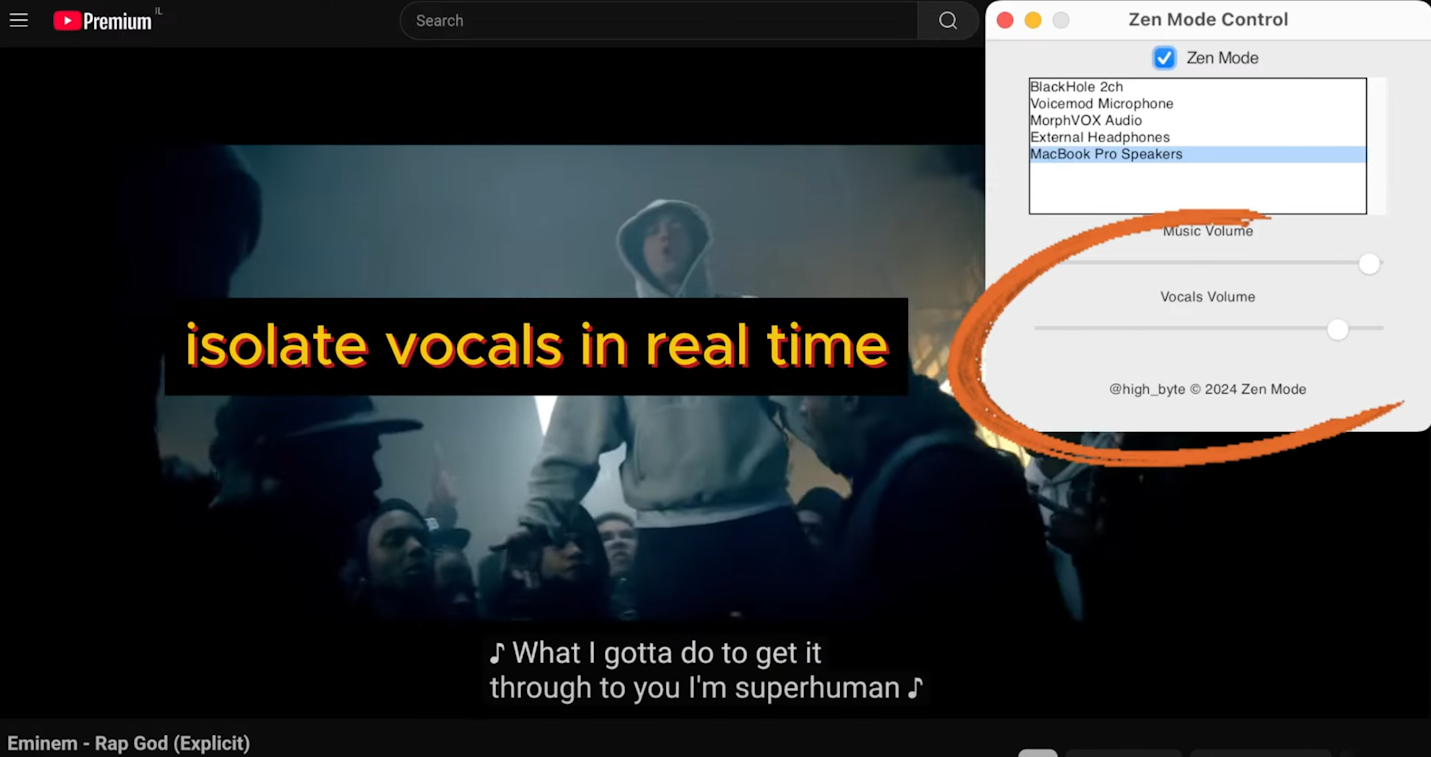 Premium IL
Search
Zen Mode Control
Zen Mode
BlackHole 2ch
Voicemod Microphone
MorphVOX Audio
External Headphones
MacBook Pro Speakers
Music Volume
Vocals Volume
@high_byte © 2024 Zen Mode
isolate vocals in real time
♪ What I gotta do to get it
through to you I'm superhuman ♪
Eminem - Rap God (Explicit)